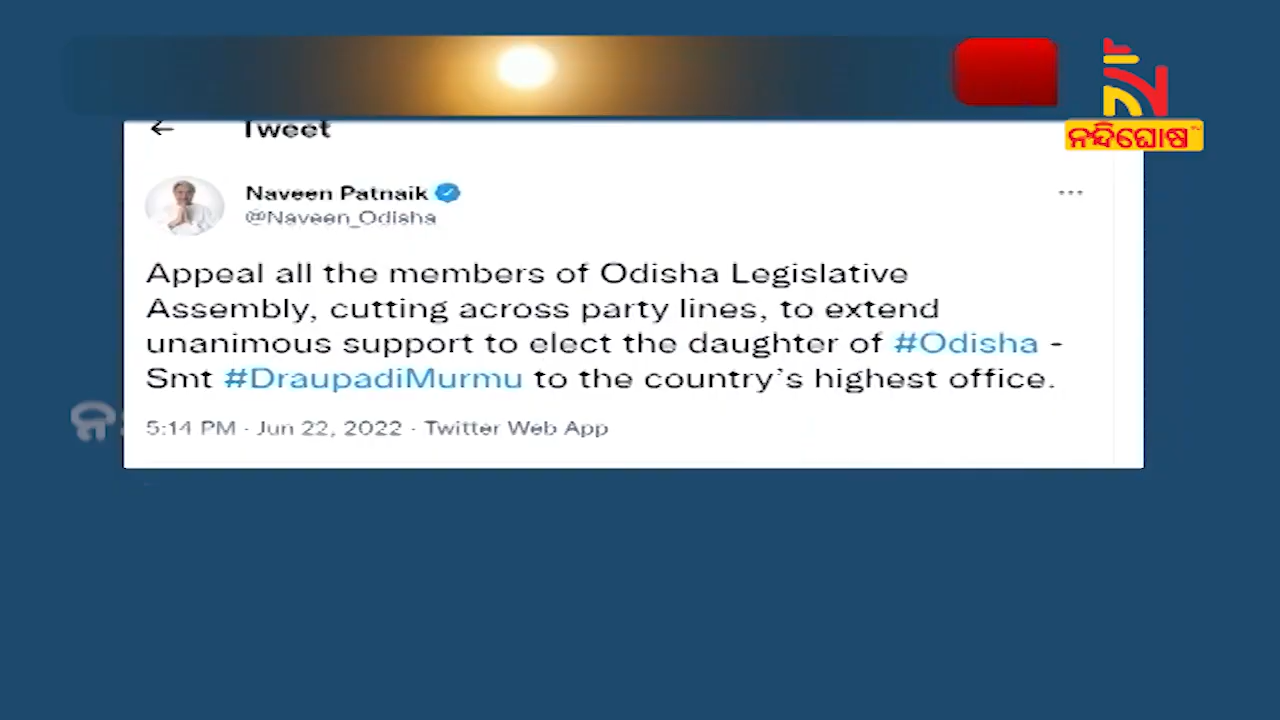 ନନ୍ଦିଘୋଷ
Tweet
Naveen Patnaik
@Naveen_Odisha
Appeal all the members of Odisha Legislative
Assembly, cutting across party lines, to extend
unanimous support to elect the daughter of #Odisha -
Smt #DraupadiMurmu to the country's highest office.
5:14 PM · Jun 22, 2022 · Twitter Web App